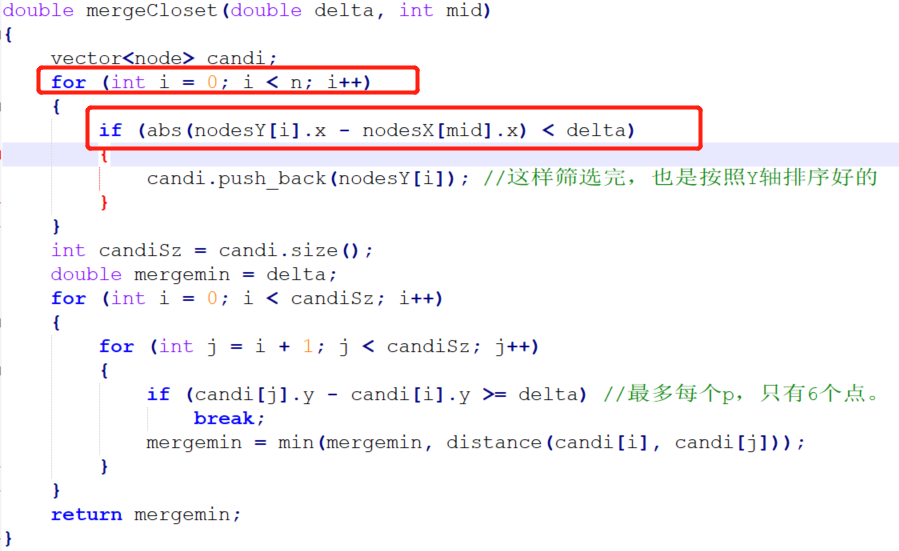 double mergeCloset(double delta, int mid)
{
    vector<node> candi;
    for (int i = 0; i < n; i++)
    {
        if (abs(nodesY[i].x - nodesX[mid].x) < delta)
        {
            candi.push_back(nodesY[i]); //这样筛选完，也是按照Y轴排序好的
        }
    }
    int candiSz = candi.size();
    double mergemin = delta;
    for (int i = 0; i < candiSz; i++)
    {
        for (int j = i + 1; j < candiSz; j++)
        {
            if (candi[j].y - candi[i].y >= delta) //最多每个p，只有6个点。
                break;
            mergemin = min(mergemin, distance(candi[i], candi[j]));
        }
    }
    return mergemin;
}